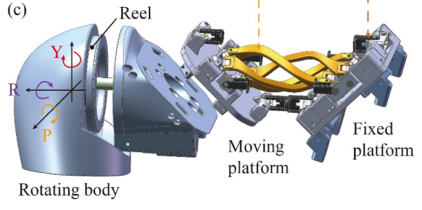 (c)
Reel
Y
R
P
Moving
platform
Fixed
platform
Rotating body